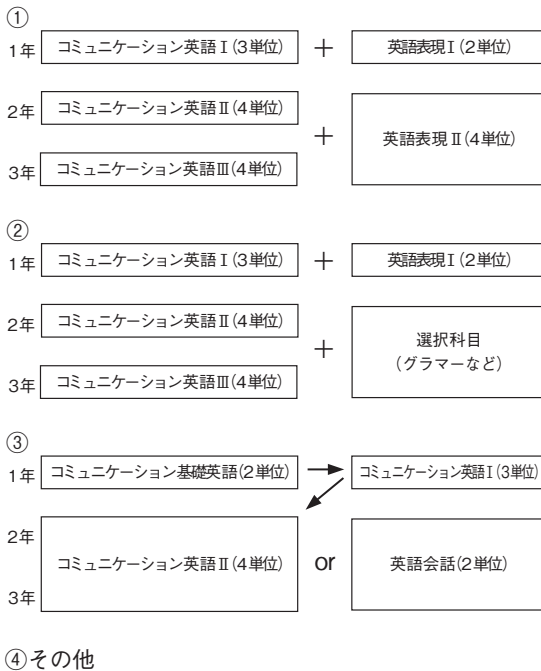 ①
1年 コミュニケーション英語Ⅰ(3単位) + 英語表現Ⅰ(2単位)
2年 コミュニケーション英語Ⅱ(4単位)
+ 英語表現Ⅱ(4単位)
3年 コミュニケーション英語Ⅲ(4単位)
②
1年 コミュニケーション英語Ⅰ(3単位) + 英語表現Ⅰ(2単位)
2年 コミュニケーション英語Ⅱ(4単位)
+ 選択科目
(グラマーなど)
3年 コミュニケーション英語Ⅲ(4単位)
③
1年 コミュニケーション基礎英語(2単位) → コミュニケーション英語Ⅰ(3単位)
2年
コミュニケーション英語Ⅱ(4単位) or 英語会話(2単位)
3年
④その他